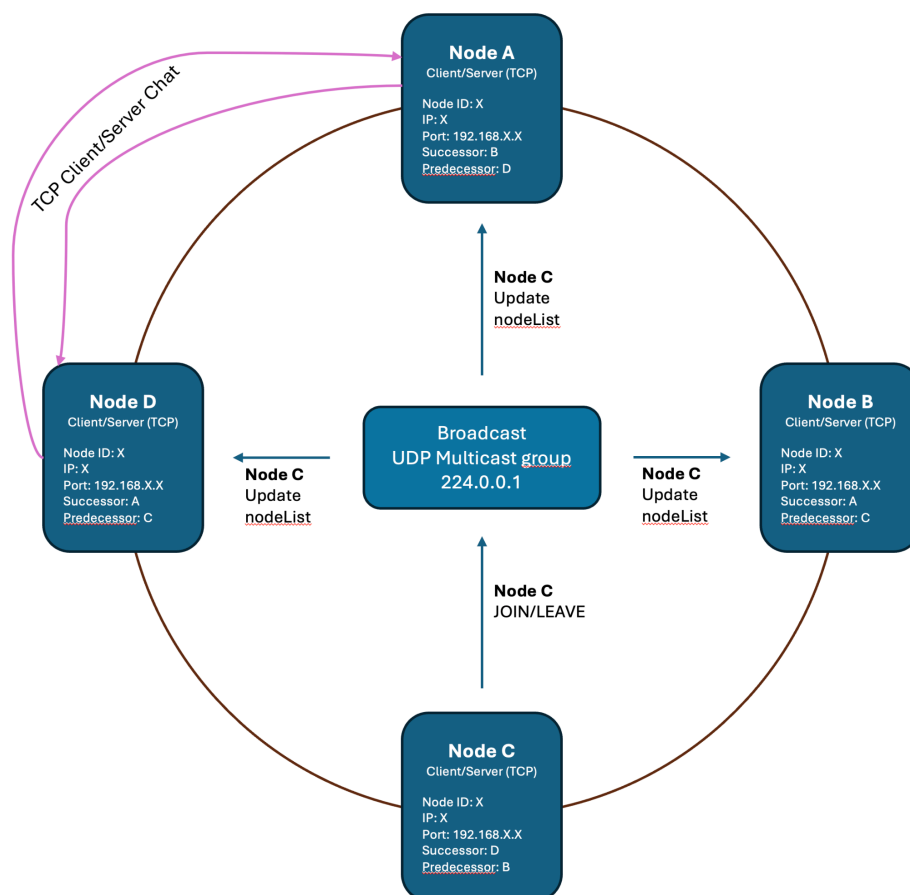 Node A
Client/Server (TCP)
Node ID: X
IP: X
Port: 192.168.X.X
Successor: B
Predecessor: D
TCP Client/Server Chat
Node C
Update
nodeList
Node D
Client/Server (TCP)
Node ID: X
IP: X
Port: 192.168.X.X
Successor: A
Predecessor: C
Node C
Update
nodeList
Broadcast
UDP Multicast group
224.0.0.1
Node C
Update
nodeList
Node B
Client/Server (TCP)
Node ID: X
IP: X
Port: 192.168.X.X
Successor: A
Predecessor: C
Node C
JOIN/LEAVE
Node C
Client/Server (TCP)
Node ID: X
IP: X
Port: 192.168.X.X
Successor: D
Predecessor: B